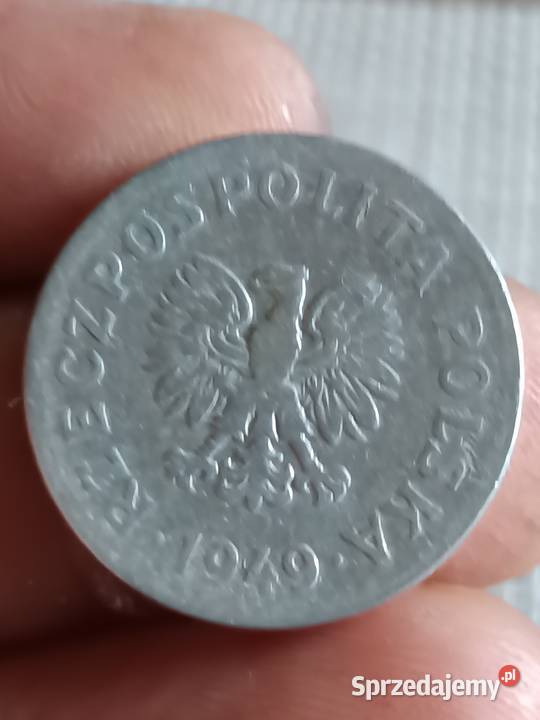 RZECZPOSPOLITA POLSKA · 1949 ·
Sprzedajemy.pl